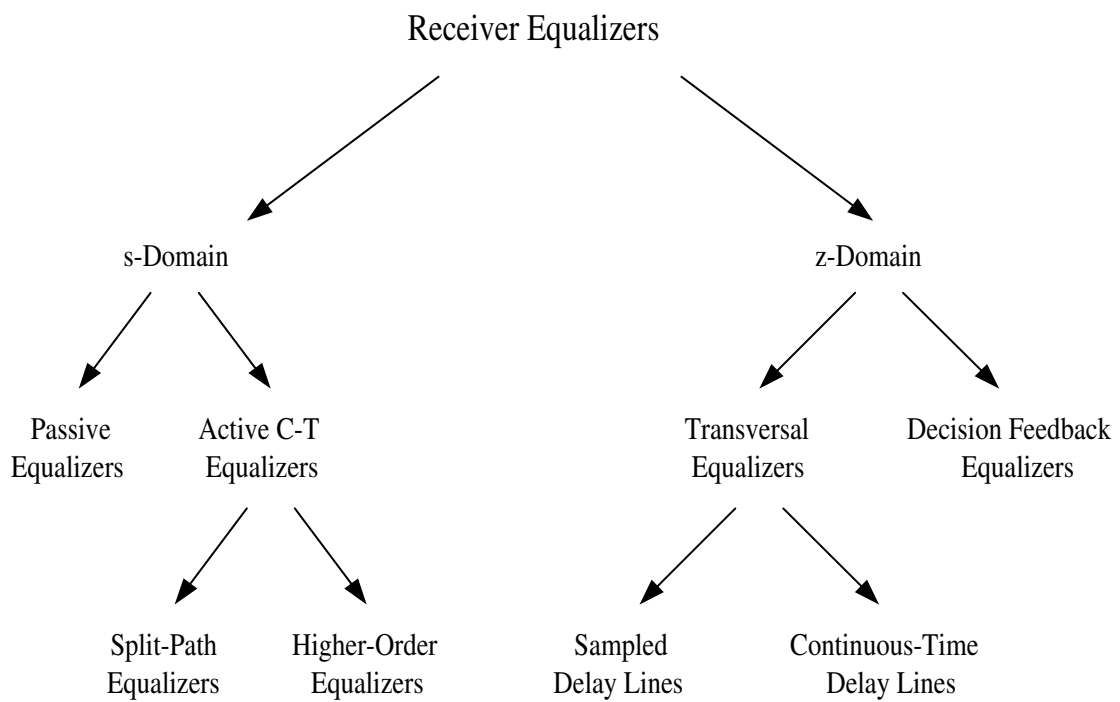 Receiver Equalizers
s-Domain
z-Domain
Passive
Equalizers
Active C-T
Equalizers
Transversal
Equalizers
Decision Feedback
Equalizers
Split-Path
Equalizers
Higher-Order
Equalizers
Sampled
Delay Lines
Continuous-Time
Delay Lines